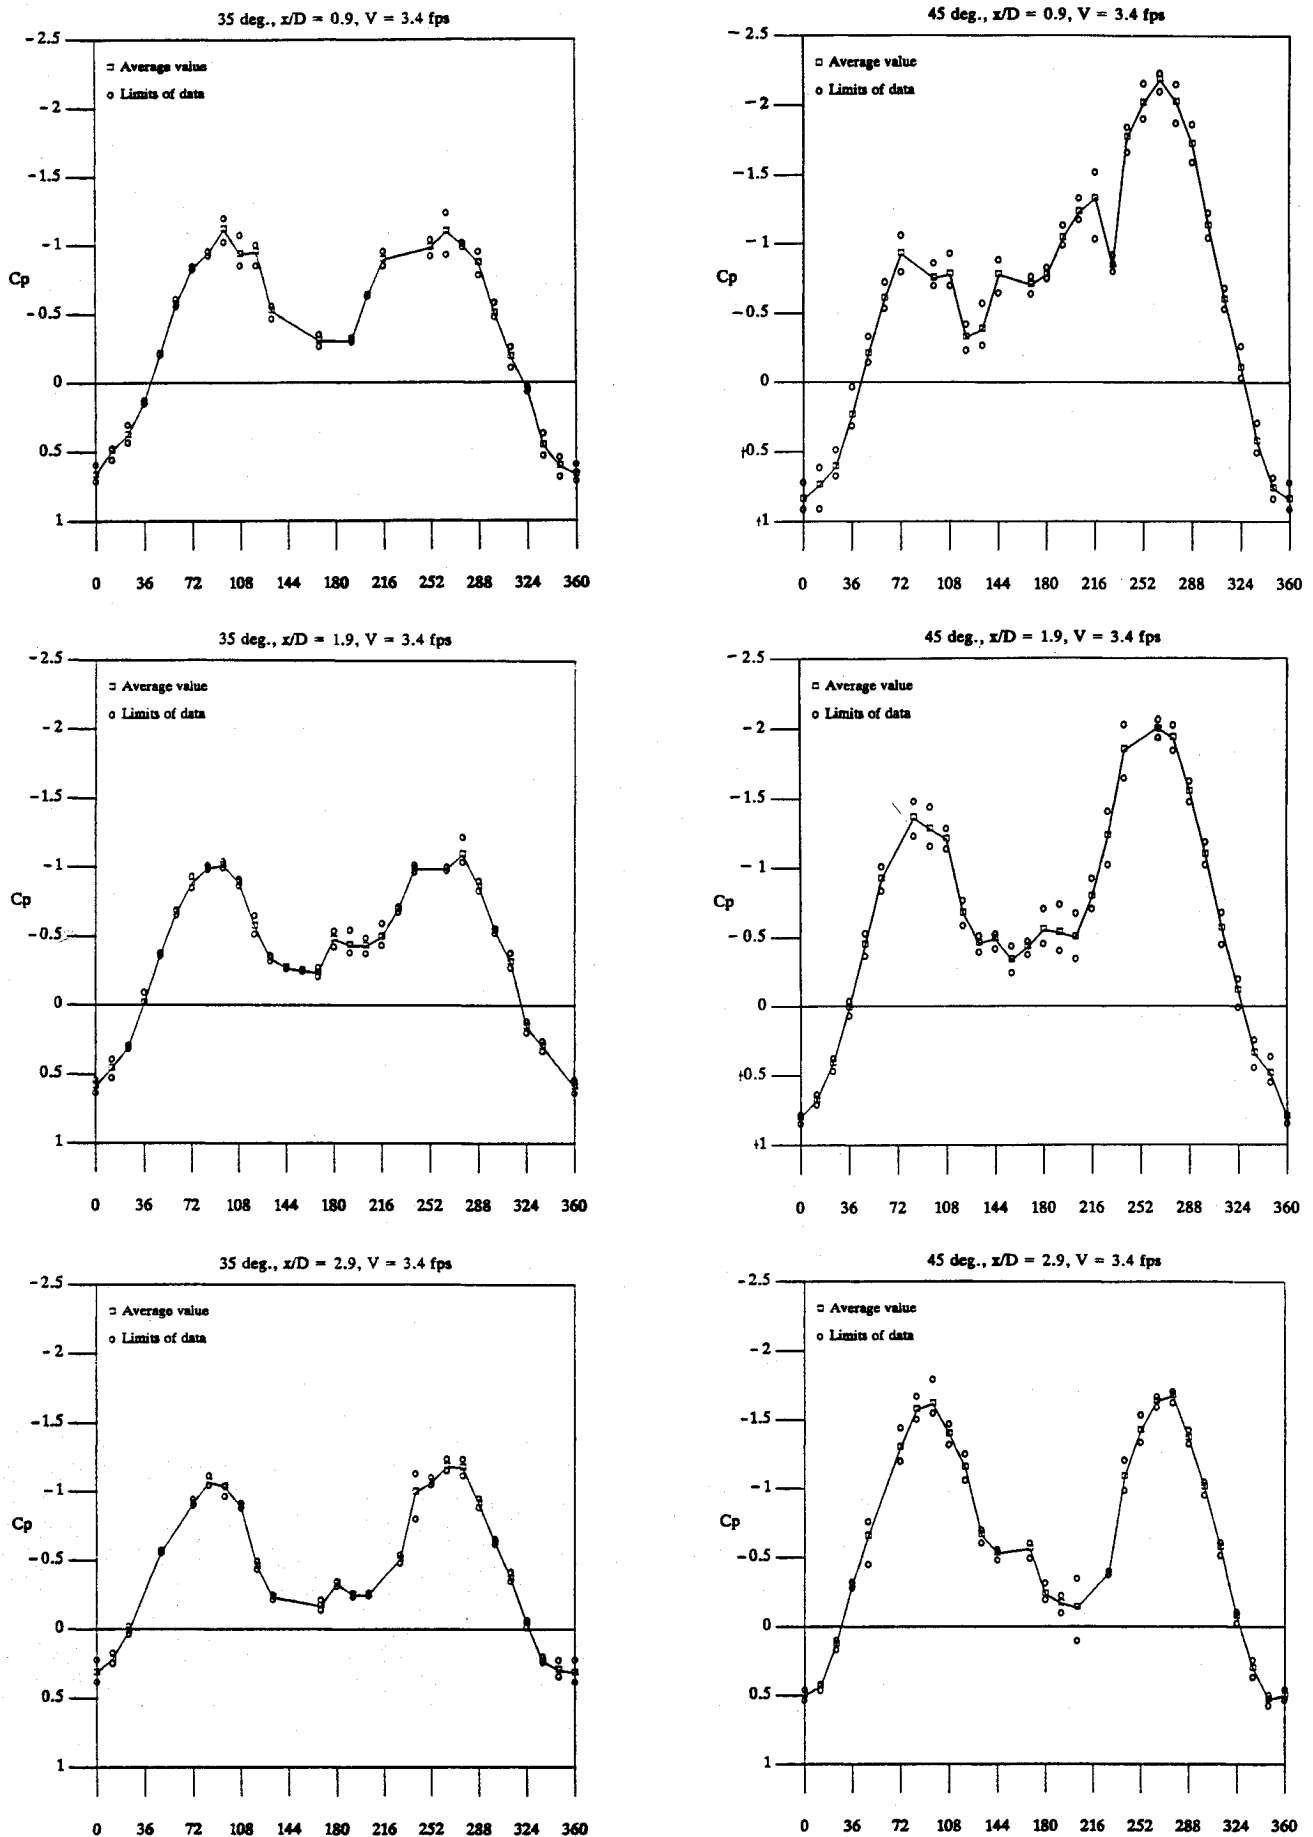 35 deg., x/D = 0.9, V = 3.4 fps
- 2.5
Average value
Limits of data
- 2
- 1.5
- 1
Cp
- 0.5
0
0.5
1
0 36 72 108 144 180 216 252 288 324 360
45 deg., x/D = 0.9, V = 3.4 fps
- 2.5
Average value
Limits of data
- 2
- 1.5
- 1
Cp
- 0.5
0
+0.5
+1
0 36 72 108 144 180 216 252 288 324 360
35 deg., x/D = 1.9, V = 3.4 fps
- 2.5
Average value
Limits of data
- 2
- 1.5
- 1
Cp
- 0.5
0
0.5
1
0 36 72 108 144 180 216 252 288 324 360
45 deg., x/D = 1.9, V = 3.4 fps
- 2.5
Average value
Limits of data
- 2
- 1.5
- 1
Cp
- 0.5
0
+0.5
+1
0 36 72 108 144 180 216 252 288 324 360
35 deg., x/D = 2.9, V = 3.4 fps
- 2.5
Average value
Limits of data
- 2
- 1.5
- 1
Cp
- 0.5
0
0.5
1
0 36 72 108 144 180 216 252 288 324 360
45 deg., x/D = 2.9, V = 3.4 fps
- 2.5
Average value
Limits of data
- 2
- 1.5
- 1
Cp
- 0.5
0
0.5
1
0 36 72 108 144 180 216 252 288 324 360